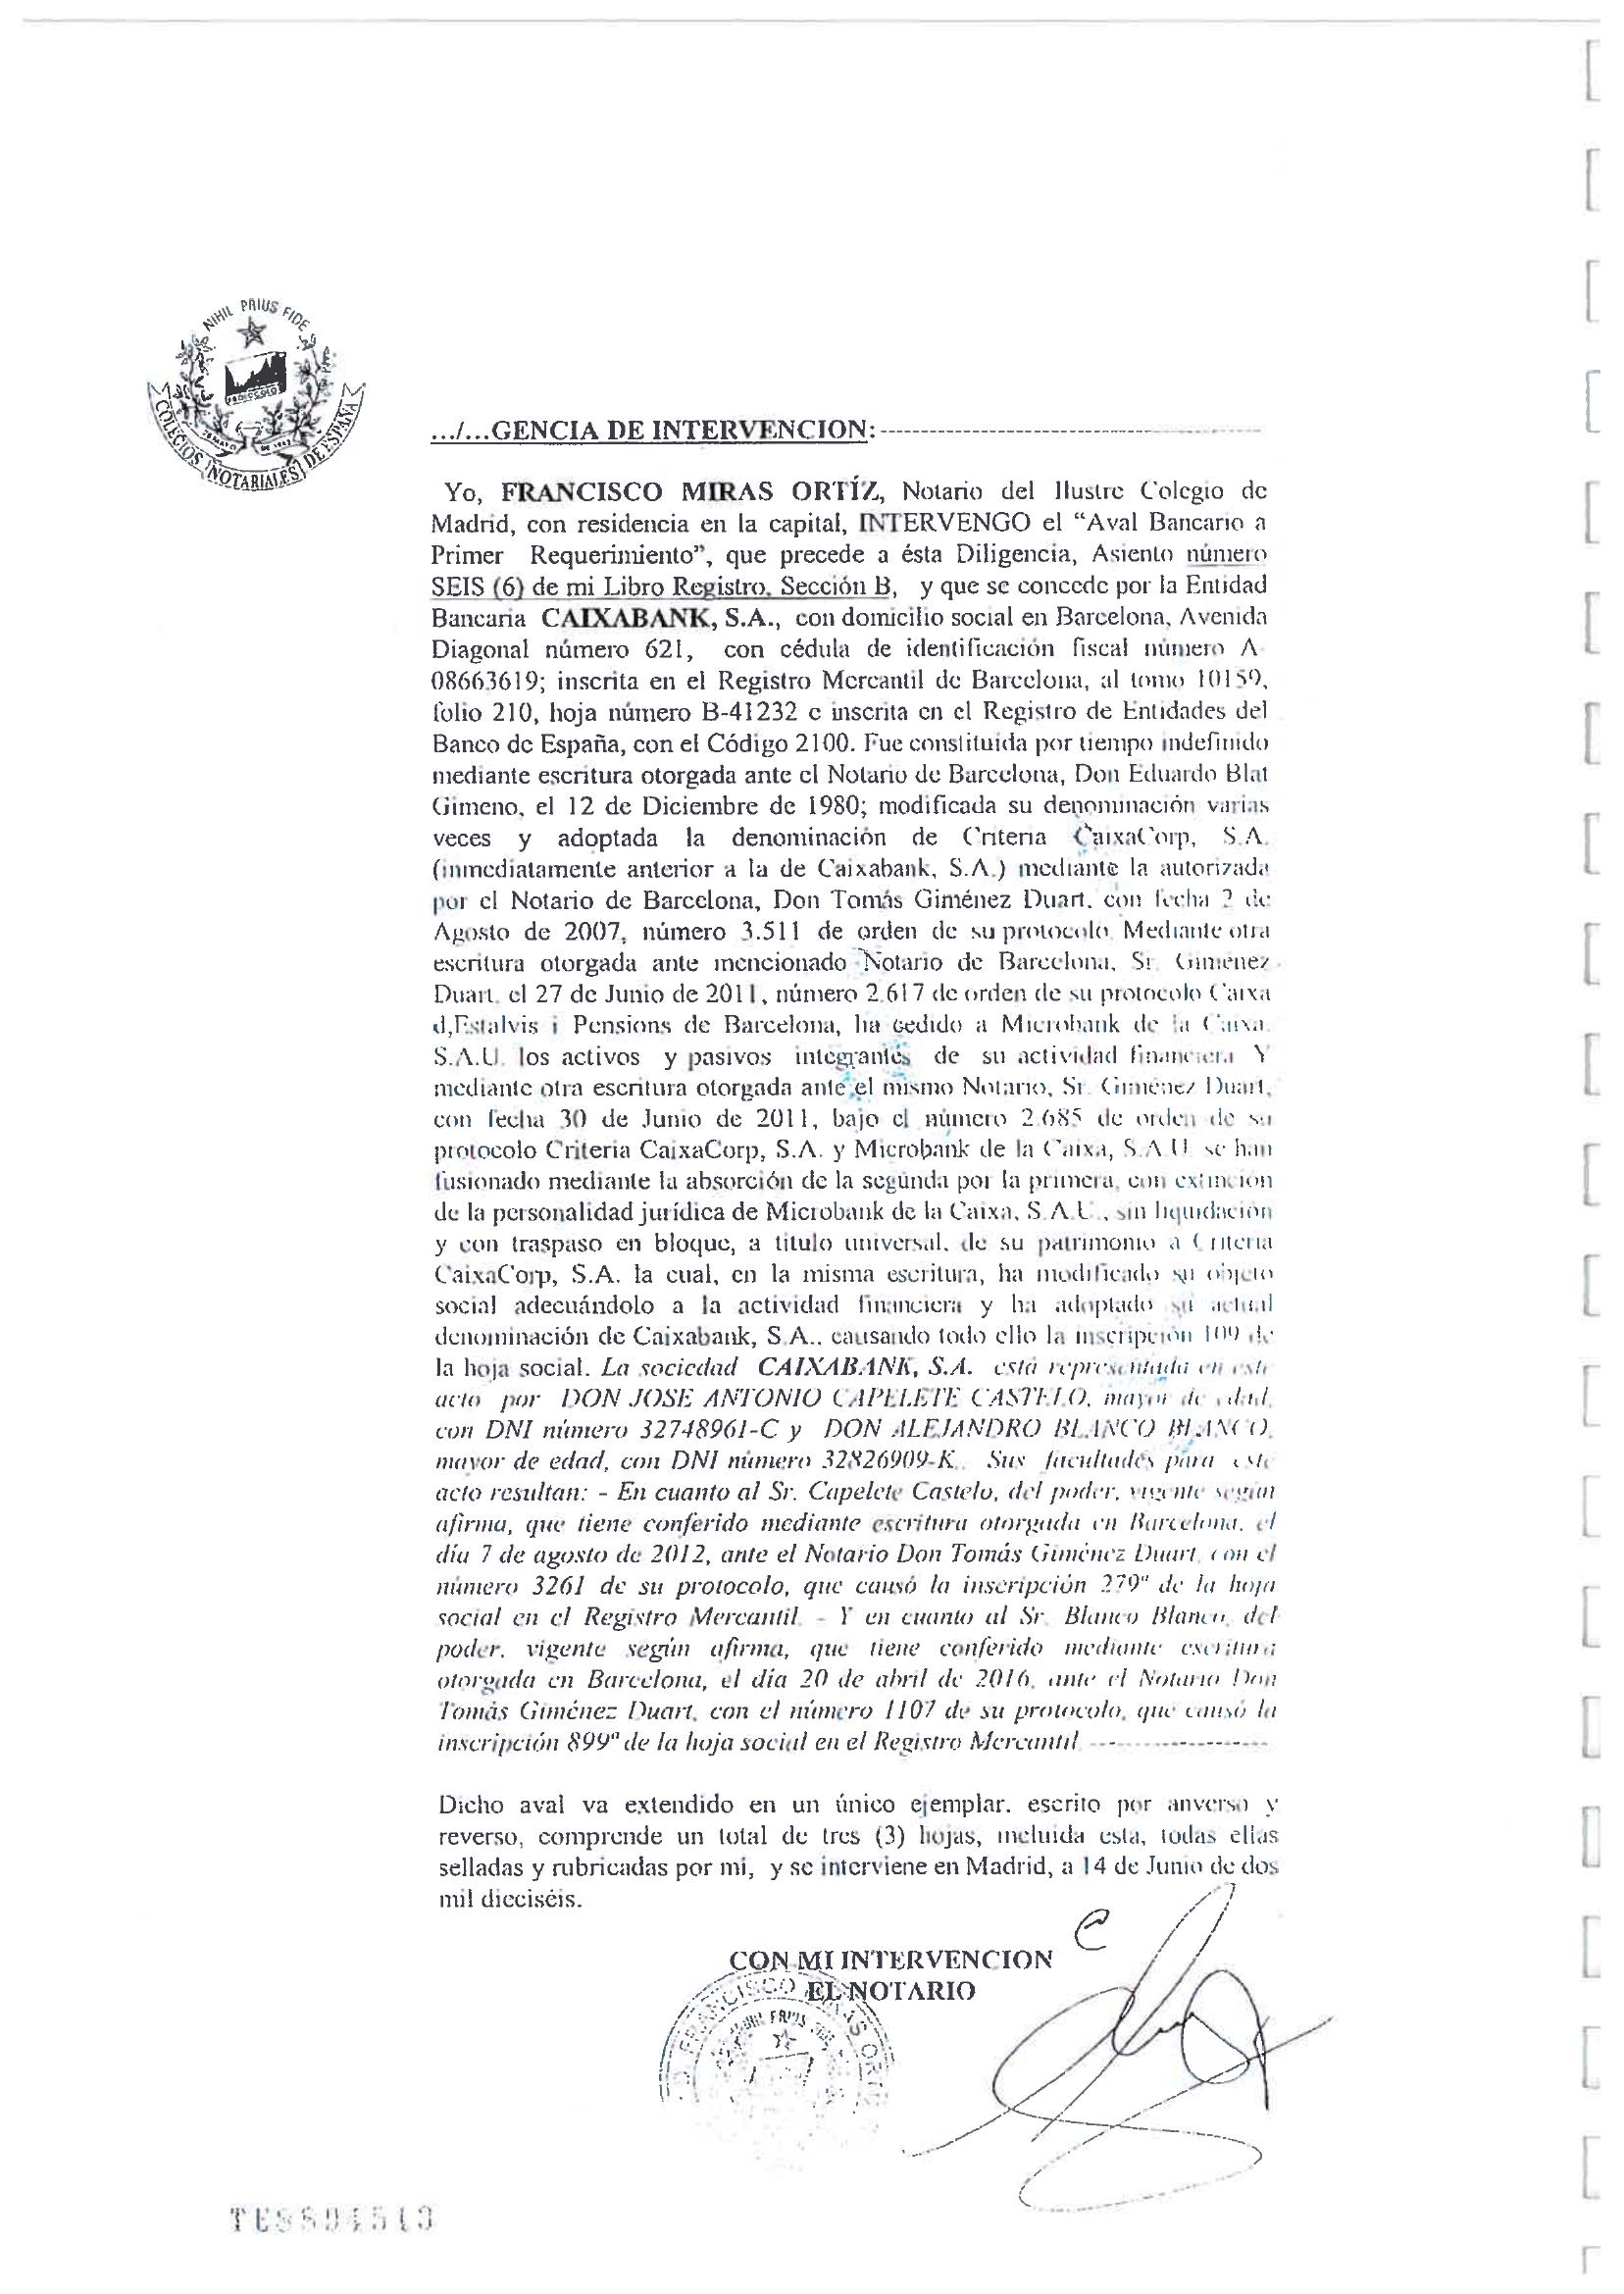 NIHIL PRIUS FIDE
COLEGIOS NOTARIALES DE ESPAÑA
.../...GENCIA DE INTERVENCION:------------------------------------------
Yo, FRANCISCO MIRAS ORTÍZ, Notario del Ilustre Colegio de
Madrid, con residencia en la capital, INTERVENGO el “Aval Bancario a
Primer Requerimiento”, que precede a ésta Diligencia, Asiento número
SEIS (6) de mi Libro Registro, Sección B, y que se concede por la Entidad
Bancaria CAIXABANK, S.A., con domicilio social en Barcelona, Avenida
Diagonal número 621, con cédula de identificación fiscal número A-
08663619; inscrita en el Registro Mercantil de Barcelona, al tomo 10159,
folio 210, hoja número B-41232 e inscrita en el Registro de Entidades del
Banco de España, con el Código 2100. Fue constituida por tiempo indefinido
mediante escritura otorgada ante el Notario de Barcelona, Don Eduardo Blat
Gimeno, el 12 de Diciembre de 1980; modificada su denominación varias
veces y adoptada la denominación de Criteria CaixaCorp, S.A.
(inmediatamente anterior a la de Caixabank, S.A.) mediante la autorizada
por el Notario de Barcelona, Don Tomás Giménez Duart, con fecha 2 de
Agosto de 2007, número 3.511 de orden de su protocolo. Mediante otra
escritura otorgada ante mencionado Notario de Barcelona, Sr. Giménez
Duart, el 27 de Junio de 2011, número 2.617 de orden de su protocolo Caixa
d,Estalvis i Pensions de Barcelona, ha cedido a Microbank de la Caixa,
S.A.U. los activos y pasivos integrantes de su actividad financiera. Y
mediante otra escritura otorgada ante el mismo Notario, Sr. Giménez Duart,
con fecha 30 de Junio de 2011, bajo el número 2.685 de orden de su
protocolo Criteria CaixaCorp, S.A. y Microbank de la Caixa, S.A.U. se han
fusionado mediante la absorción de la segunda por la primera, con extinción
de la personalidad jurídica de Microbank de la Caixa, S.A.U., sin liquidación
y con traspaso en bloque, a titulo universal, de su patrimonio a Criteria
CaixaCorp, S.A. la cual, en la misma escritura, ha modificado su objeto
social adecuándolo a la actividad financiera y ha adoptado su actual
denominación de Caixabank, S.A., causando todo ello la inscripción 109 de
la hoja social. La sociedad CAIXABANK, S.A. está representada en este
acto por DON JOSE ANTONIO CAPELETE CASTELO, mayor de edad,
con DNI número 32748961-C y DON ALEJANDRO BLANCO BLANCO,
mayor de edad, con DNI número 32826909-K. Sus facultades para este
acto resultan: - En cuanto al Sr. Capelete Castelo, del poder, vigente según
afirma, que tiene conferido mediante escritura otorgada en Barcelona, el
día 7 de agosto de 2012, ante el Notario Don Tomás Giménez Duart, con el
número 3261 de su protocolo, que causó la inscripción 279ª de la hoja
social en el Registro Mercantil. - Y en cuanto al Sr. Blanco Blanco, del
poder, vigente según afirma, que tiene conferido mediante escritura
otorgada en Barcelona, el día 20 de abril de 2016, ante el Notario Don
Tomás Giménez Duart, con el número 1107 de su protocolo, que causó la
inscripción 899ª de la hoja social en el Registro Mercantil. -------------------
Dicho aval va extendido en un único ejemplar, escrito por anverso y
reverso, comprende un total de tres (3) hojas, incluida esta, todas ellas
selladas y rubricadas por mí, y se interviene en Madrid, a 14 de Junio de dos
mil dieciséis.
CON MI INTERVENCION
EL NOTARIO